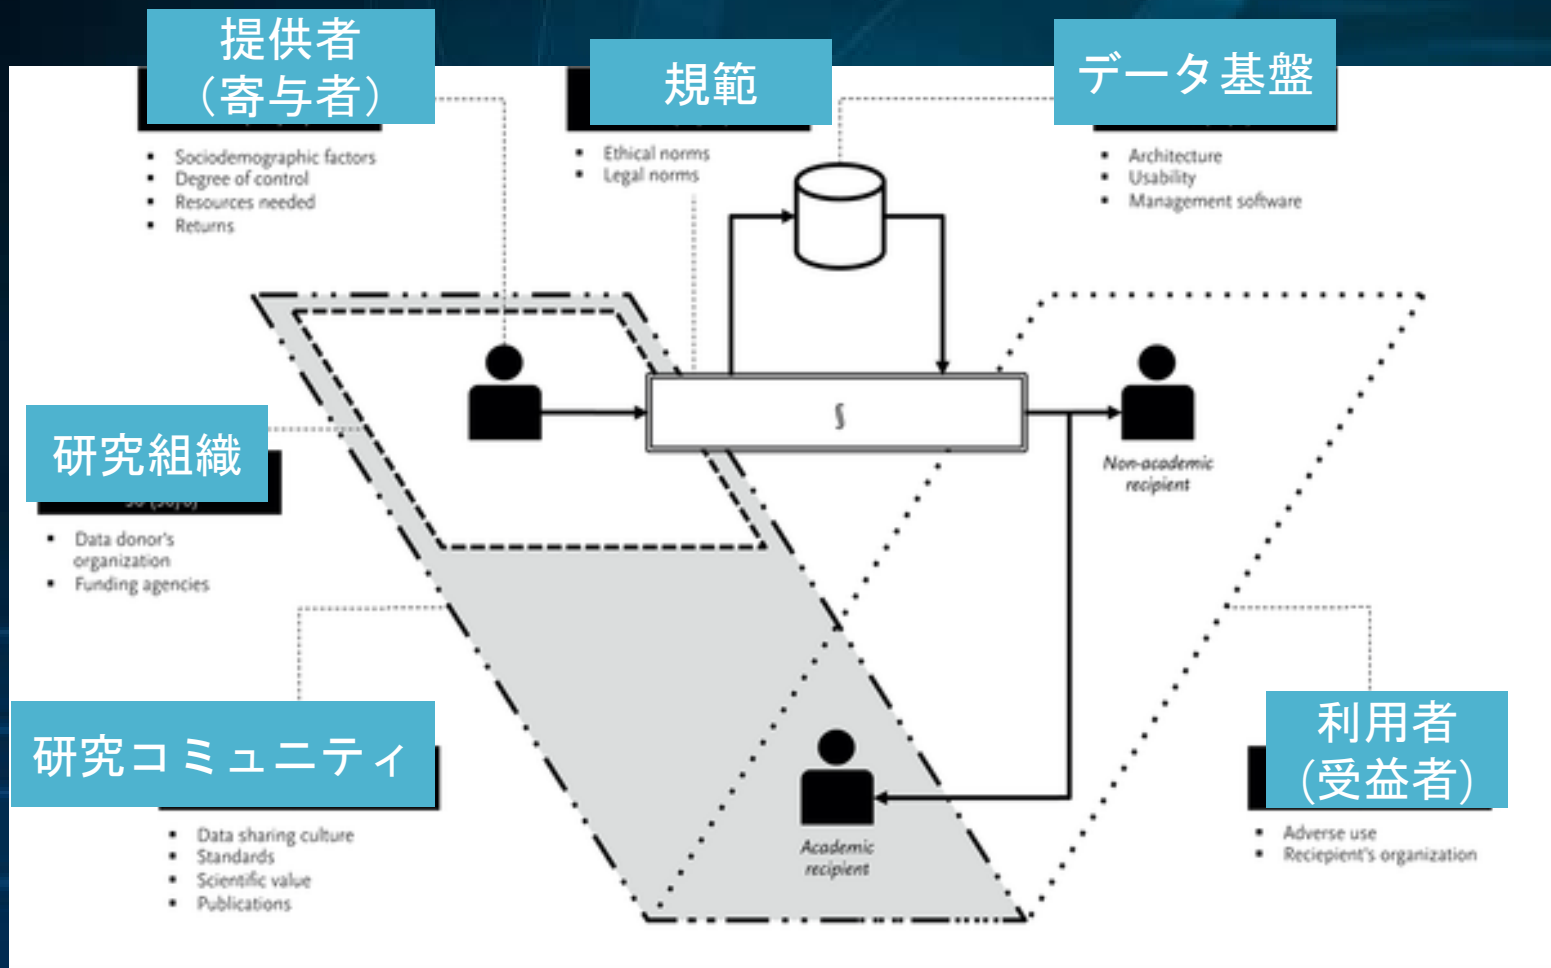 提供者
(寄与者)
規範
データ基盤
Sociodemographic factors
Degree of control
Resources needed
Returns
Ethical norms
Legal norms
Architecture
Usability
Management software
§
Non-academic
recipient
研究組織
Data donor's
organization
Funding agencies
研究コミュニティ
Data sharing culture
Standards
Scientific value
Publications
Academic
recipient
利用者
(受益者)
Adverse use
Reciepient's organization